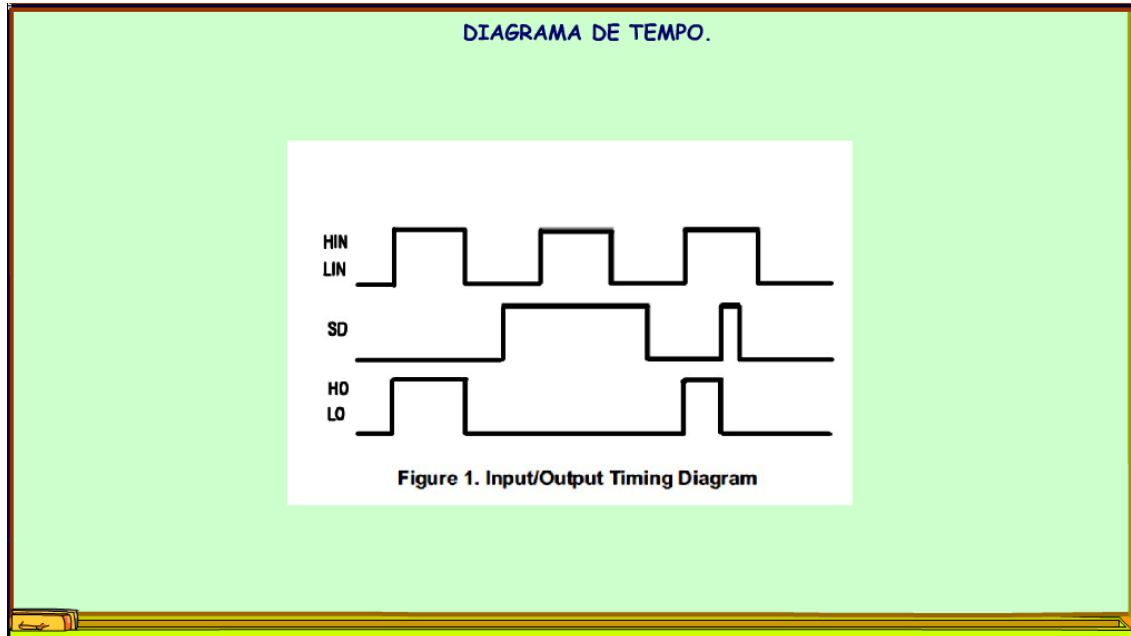 DIAGRAMA DE TEMPO.
HIN
LIN
SD
HO
LO
Figure 1. Input/Output Timing Diagram